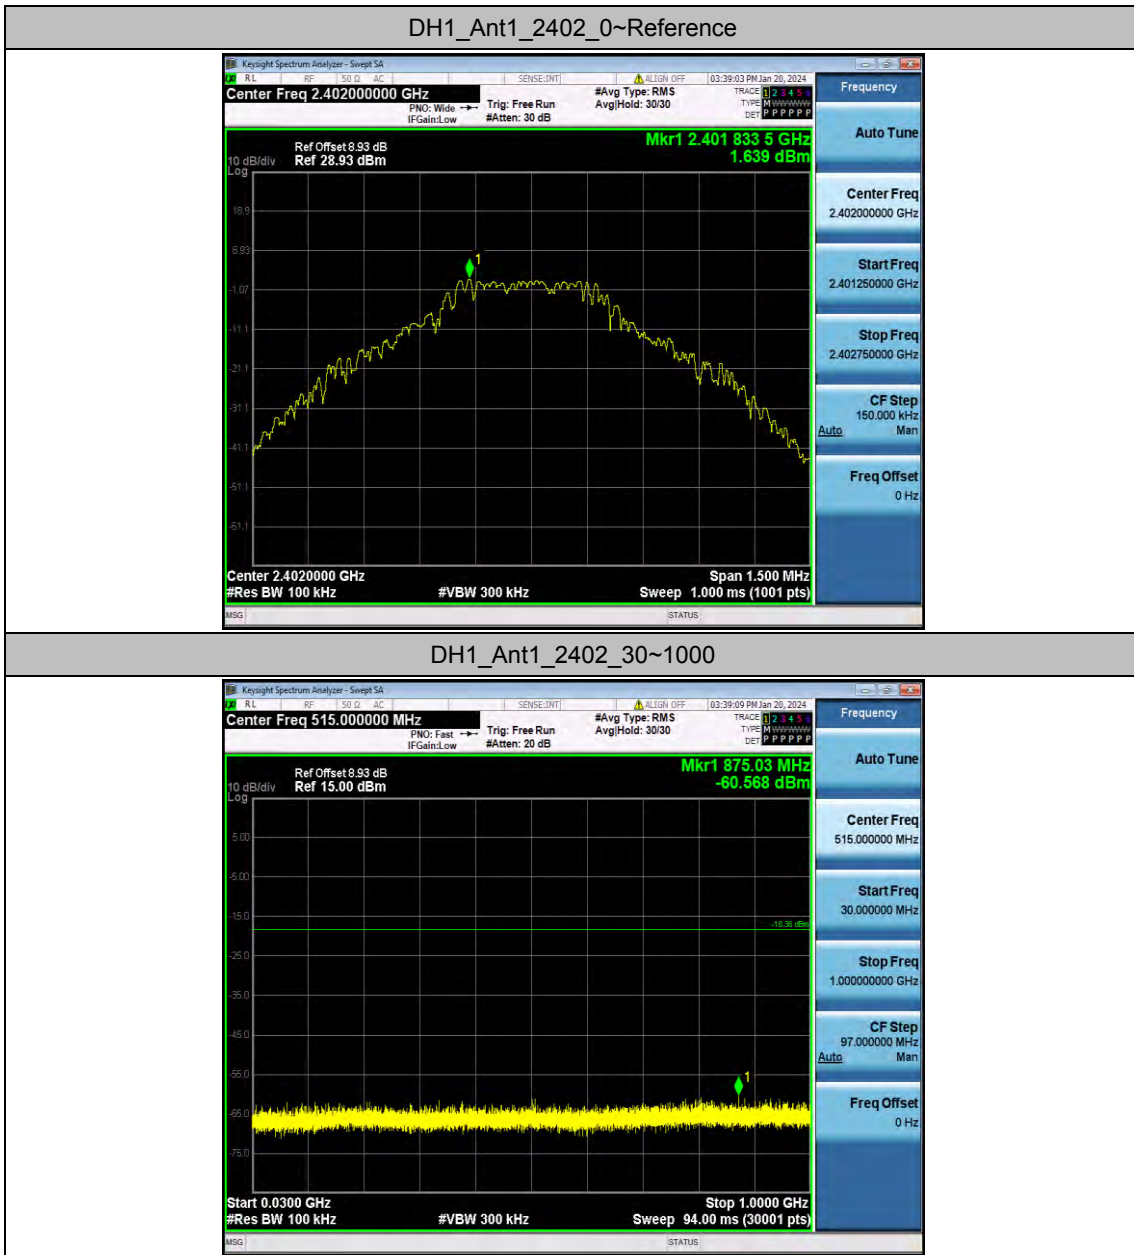 DH1_Ant1_2402_0~Reference
Keysight Spectrum Analyzer - Swept SA
RL RF 50 Ω AC SENSE:INT ALIGN OFF 03:39:03 PM Jan 20, 2024
Center Freq 2.402000000 GHz
PNO: Wide
IFGain:Low
Trig: Free Run
#Atten: 30 dB
#Avg Type: RMS
Avg|Hold: 30/30
TRACE 1 2 3 4 5 6
TYPE M WWWWW
DET P P P P P P
Frequency
Mkr1 2.401 833 5 GHz
1.639 dBm
Ref Offset 8.93 dB
10 dB/div Ref 28.93 dBm
Log
18.9
8.93
-1.07
-11.1
-21.1
-31.1
-41.1
-51.1
-61.1
1
Center 2.4020000 GHz Span 1.500 MHz
#Res BW 100 kHz #VBW 300 kHz Sweep 1.000 ms (1001 pts)
MSG STATUS
Auto Tune
Center Freq
2.402000000 GHz
Start Freq
2.401250000 GHz
Stop Freq
2.402750000 GHz
CF Step
150.000 kHz
Auto Man
Freq Offset
0 Hz
DH1_Ant1_2402_30~1000
Keysight Spectrum Analyzer - Swept SA
RL RF 50 Ω AC SENSE:INT ALIGN OFF 03:39:09 PM Jan 20, 2024
Center Freq 515.000000 MHz
PNO: Fast
IFGain:Low
Trig: Free Run
#Atten: 20 dB
#Avg Type: RMS
Avg|Hold: 30/30
TRACE 1 2 3 4 5 6
TYPE M WWWWW
DET P P P P P P
Frequency
Mkr1 875.03 MHz
-60.568 dBm
Ref Offset 8.93 dB
10 dB/div Ref 15.00 dBm
Log
5.00
-5.00
-15.0
-25.0
-35.0
-45.0
-55.0
-65.0
-75.0
-18.36 dBm
1
Start 0.0300 GHz Stop 1.0000 GHz
#Res BW 100 kHz #VBW 300 kHz Sweep 94.00 ms (30001 pts)
MSG STATUS
Auto Tune
Center Freq
515.000000 MHz
Start Freq
30.000000 MHz
Stop Freq
1.000000000 GHz
CF Step
97.000000 MHz
Auto Man
Freq Offset
0 Hz